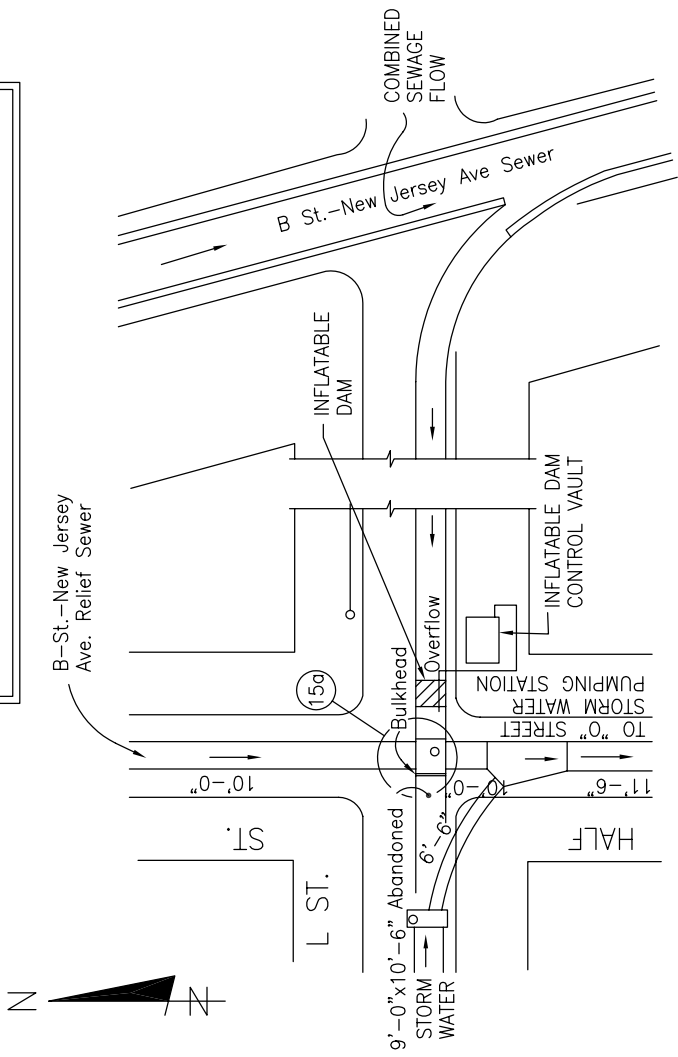 COMBINED
SEWAGE
FLOW
B St.-New Jersey Ave Sewer
INFLATABLE
DAM
B-St.-New Jersey
Ave. Relief Sewer
INFLATABLE DAM
CONTROL VAULT
Overflow
15a
Bulkhead
TO "O" STREET
STORM WATER
PUMPING STATION
10'-0"
10'-0"
11'-6"
6'-6"
ST.
HALF
L ST.
9'-0"x10'-6" Abandoned
STORM
WATER
N
N